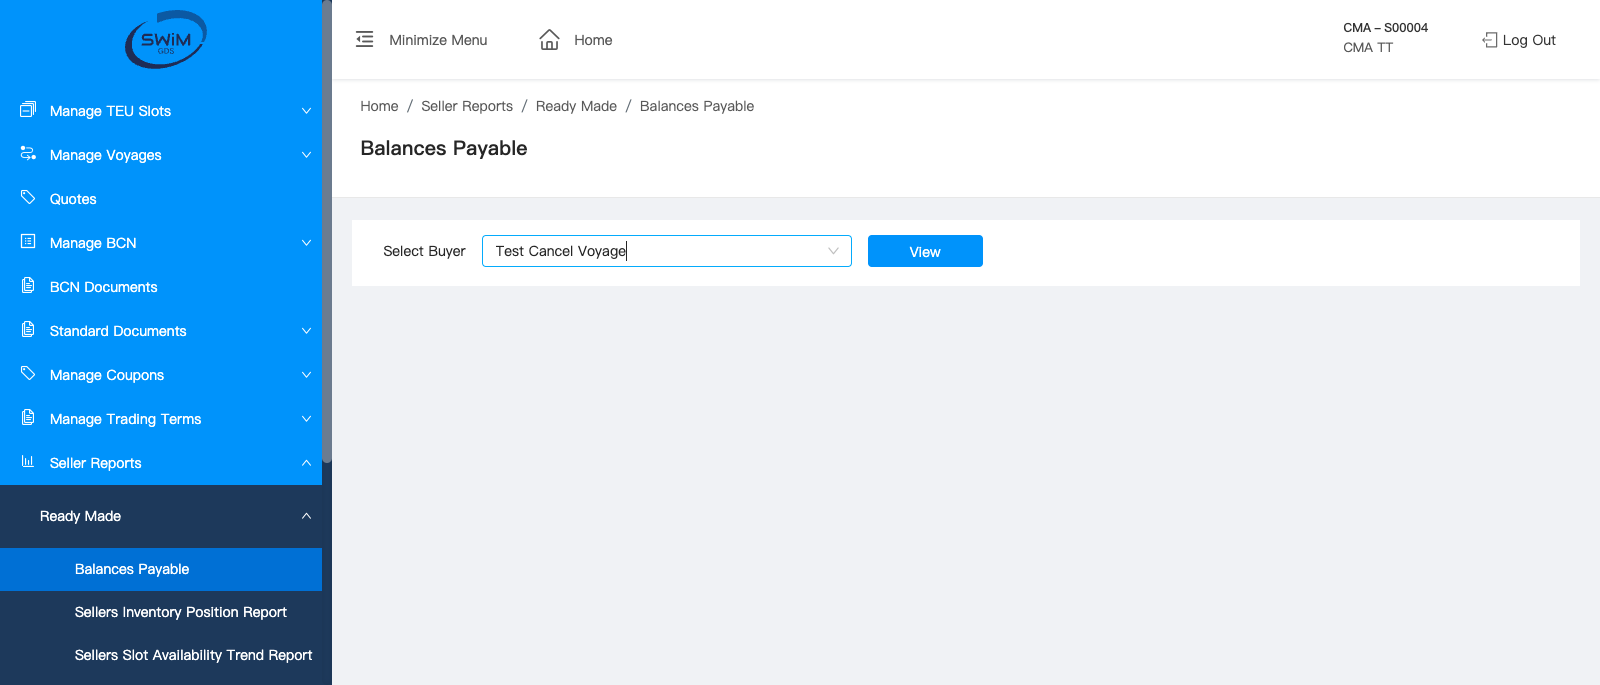 SWiM
GDS
Minimize Menu
Home
CMA – S00004
CMA TT
Log Out
Manage TEU Slots
Manage Voyages
Quotes
Manage BCN
BCN Documents
Standard Documents
Manage Coupons
Manage Trading Terms
Seller Reports
Ready Made
Balances Payable
Sellers Inventory Position Report
Sellers Slot Availability Trend Report
Home / Seller Reports / Ready Made / Balances Payable
Balances Payable
Select Buyer Test Cancel Voyage View